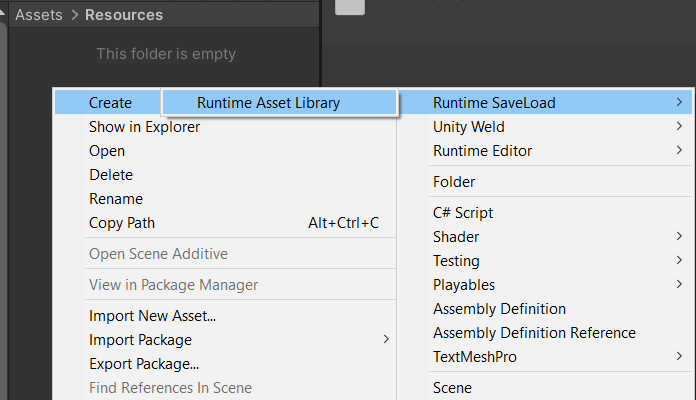 Assets > Resources
This folder is empty
Create
Runtime Asset Library
Show in Explorer
Open
Delete
Rename
Copy Path Alt+Ctrl+C
Open Scene Additive
View in Package Manager
Import New Asset...
Import Package >
Export Package...
Find References In Scene
Runtime SaveLoad >
Unity Weld >
Runtime Editor >
Folder
C# Script
Shader >
Testing >
Playables >
Assembly Definition
Assembly Definition Reference
TextMeshPro >
Scene